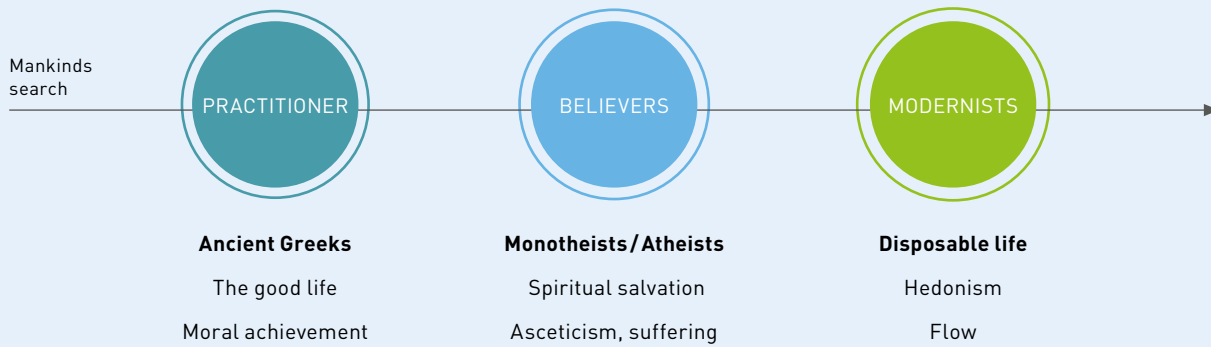 Mankinds
search
PRACTITIONER
BELIEVERS
MODERNISTS
Ancient Greeks
The good life
Moral achievement
Monotheists/Atheists
Spiritual salvation
Asceticism, suffering
Disposable life
Hedonism
Flow